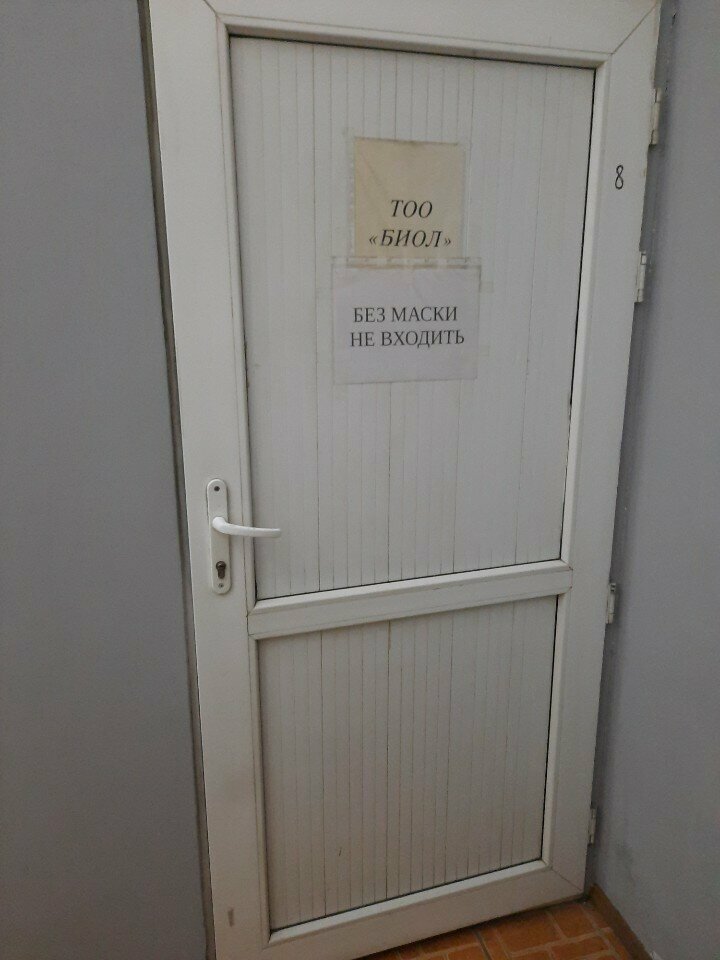 ТОО
«БИОЛ»
БЕЗ МАСКИ
НЕ ВХОДИТЬ
8